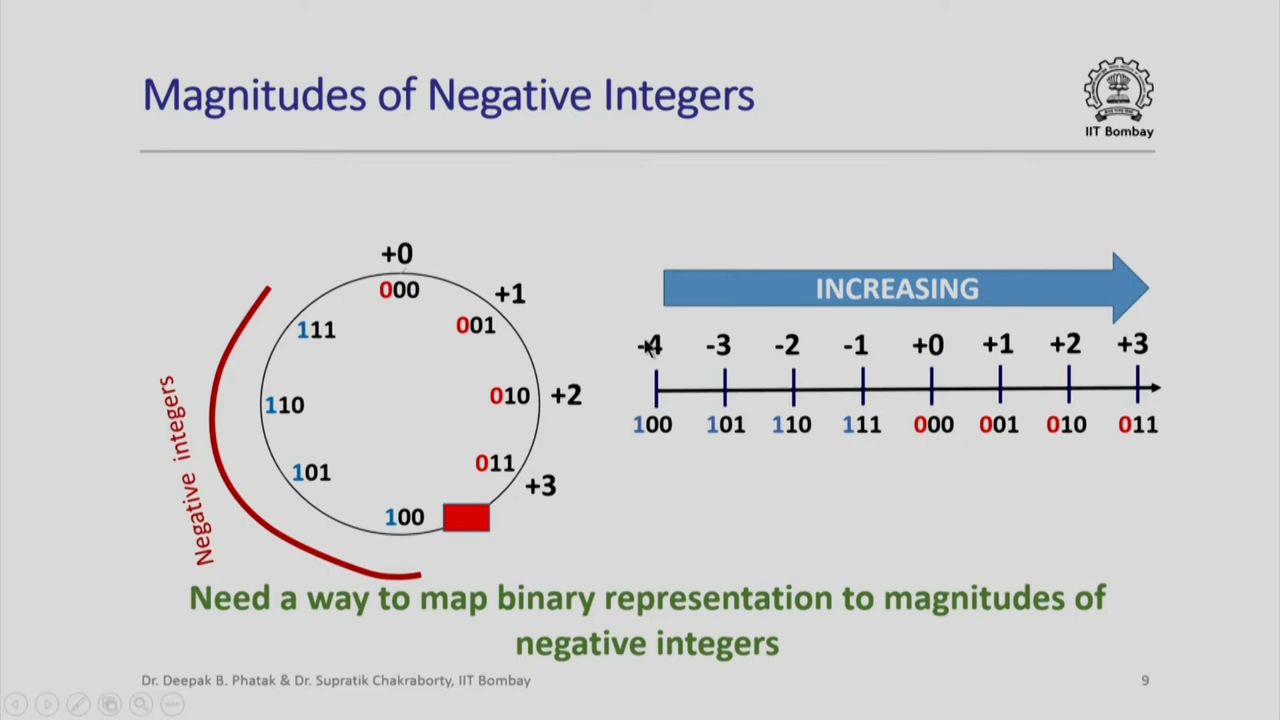 Magnitudes of Negative Integers
IIT Bombay
+0
000
+1
001
111
010 +2
110
011
+3
101
100
Negative integers
INCREASING
-4 -3 -2 -1 +0 +1 +2 +3
100 101 110 111 000 001 010 011
Need a way to map binary representation to magnitudes of
negative integers
Dr. Deepak B. Phatak & Dr. Supratik Chakraborty, IIT Bombay
9